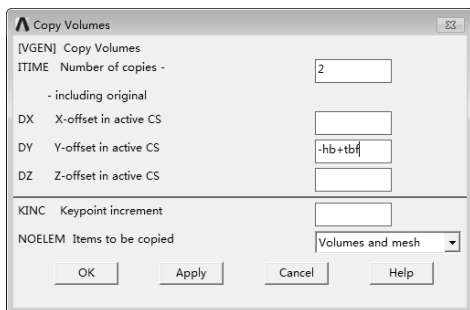 Copy Volumes
[VGEN] Copy Volumes
ITIME Number of copies - 2
- including original
DX X-offset in active CS
DY Y-offset in active CS -hb+tbf
DZ Z-offset in active CS
KINC Keypoint increment
NOELEM Items to be copied Volumes and mesh
OK Apply Cancel Help